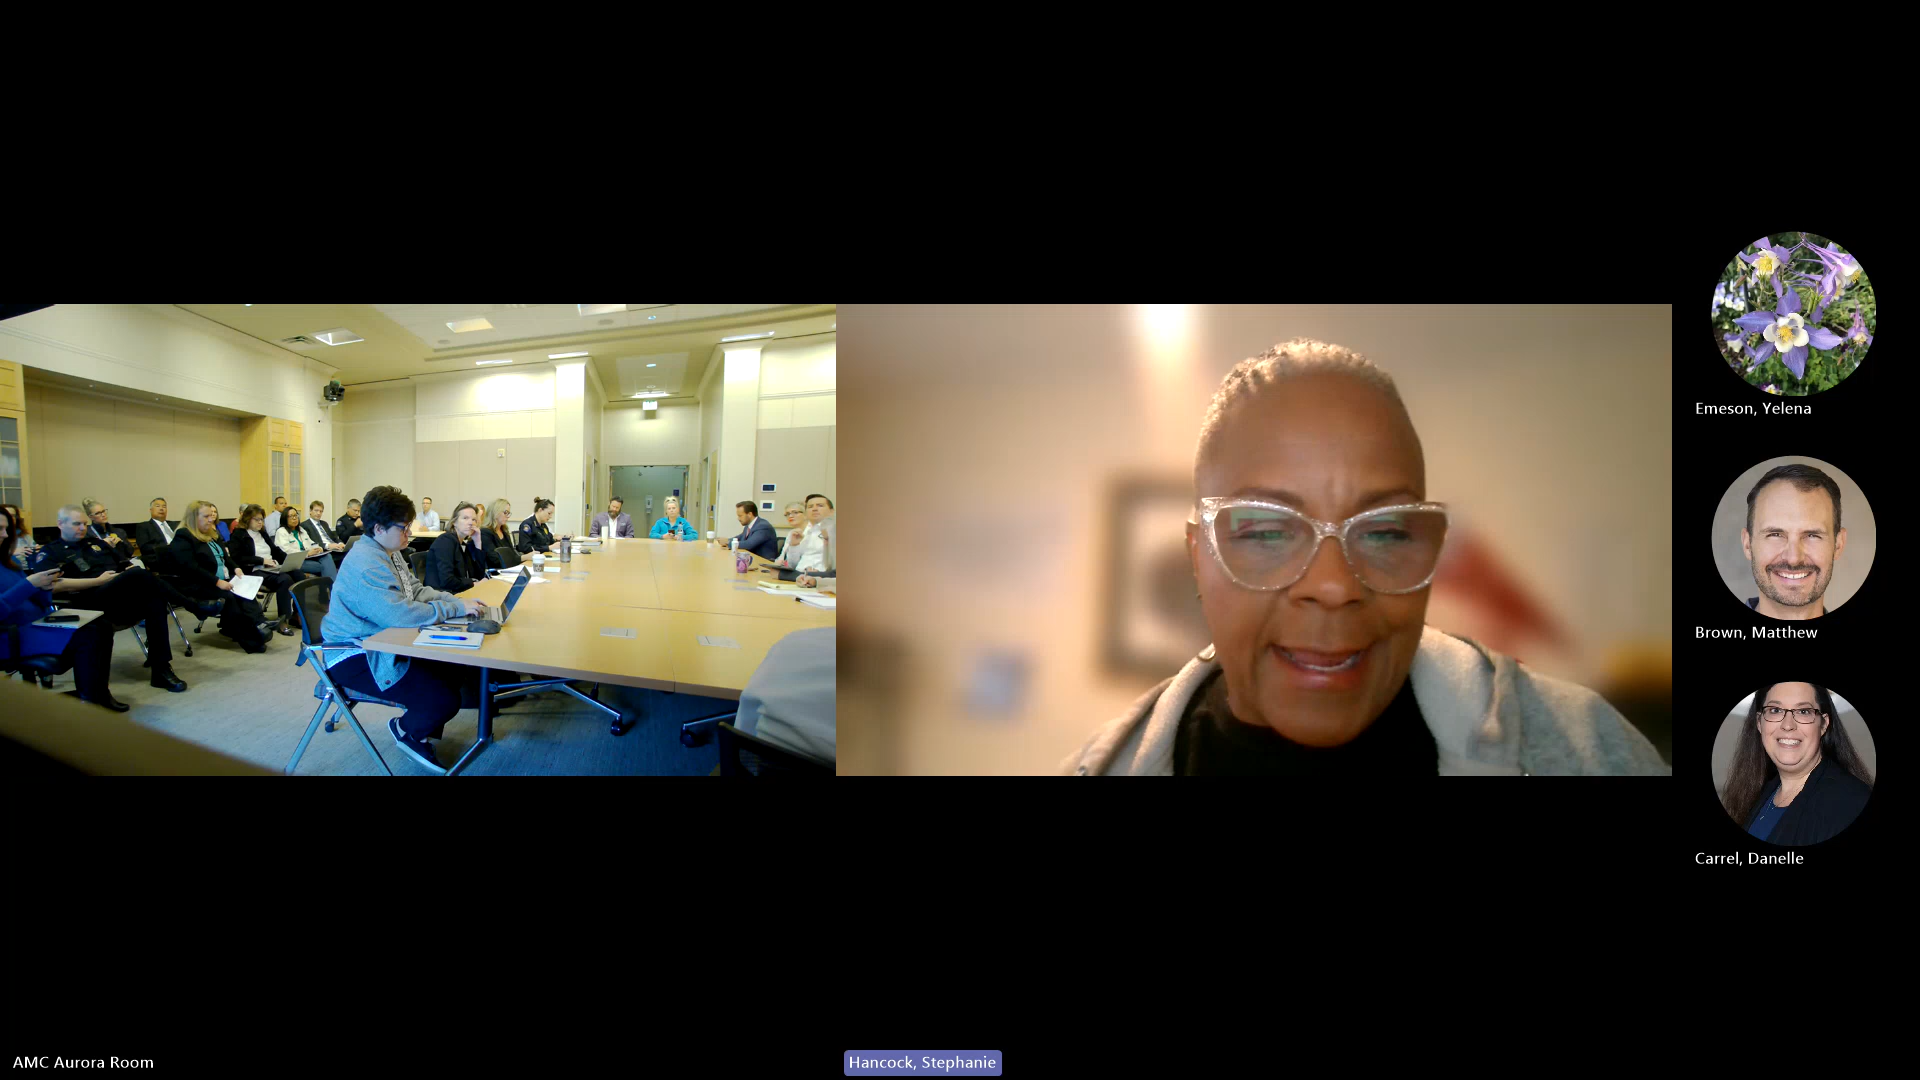 Emeson, Yelena
Brown, Matthew
Carrel, Danelle
AMC Aurora Room
Hancock, Stephanie